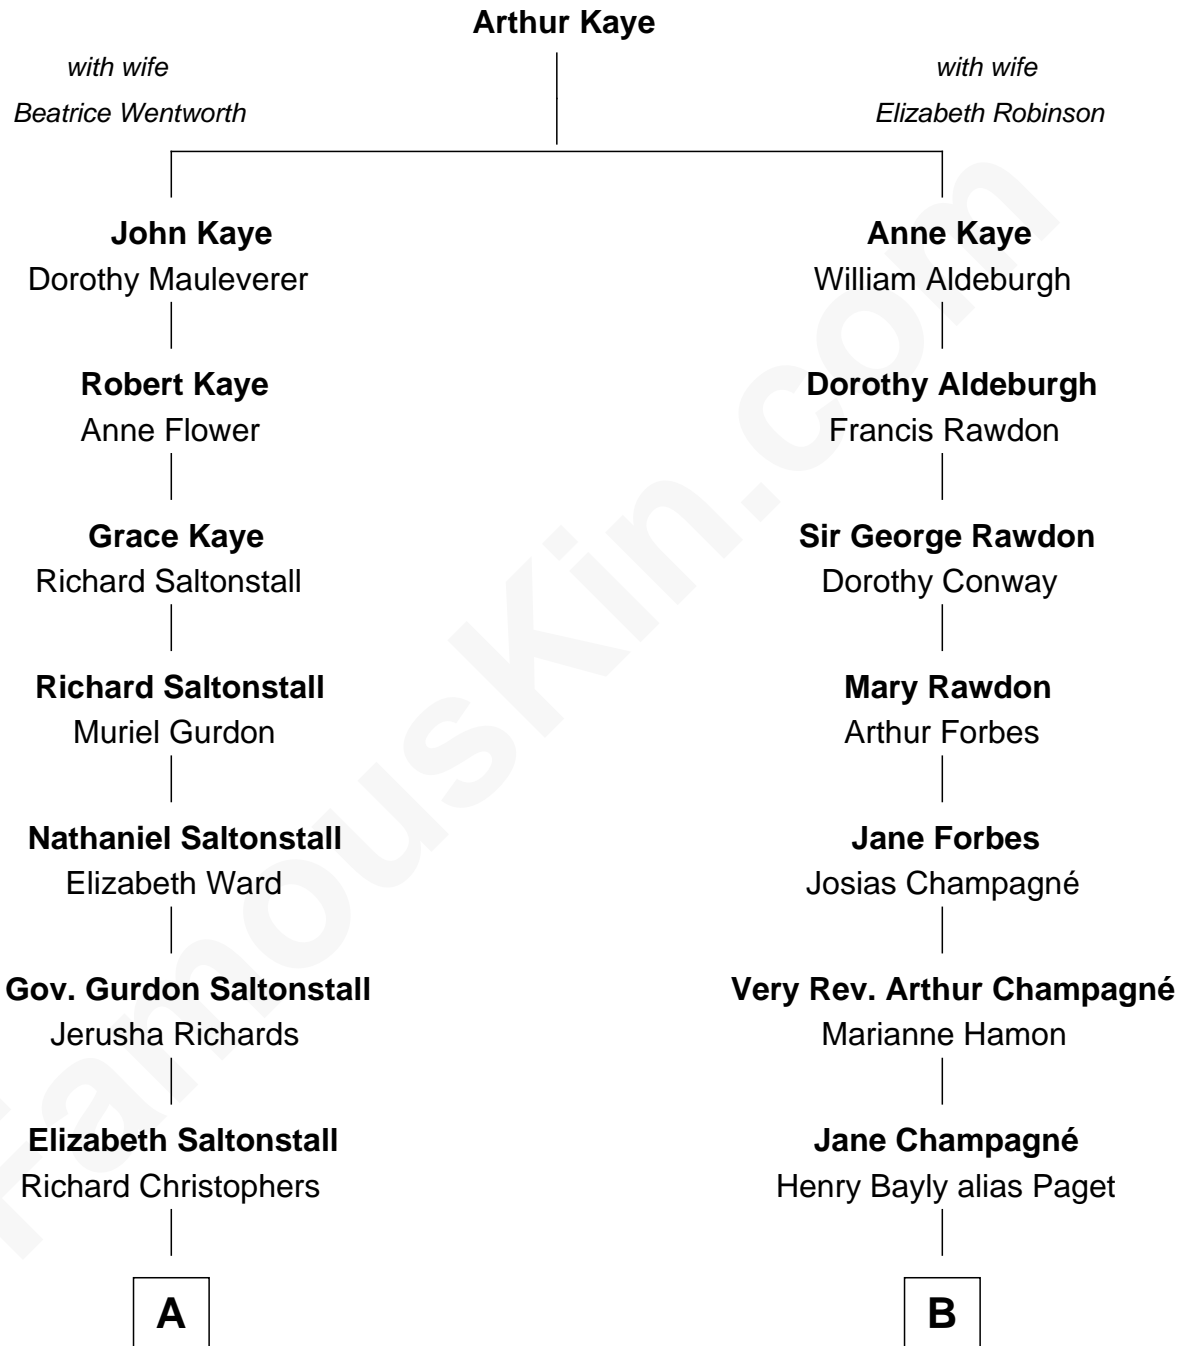 Arthur Kaye
with wife
Beatrice Wentworth
with wife
Elizabeth Robinson
John Kaye
Dorothy Mauleverer
Anne Kaye
William Aldeburgh
Robert Kaye
Anne Flower
Dorothy Aldeburgh
Francis Rawdon
Grace Kaye
Richard Saltonstall
Sir George Rawdon
Dorothy Conway
Richard Saltonstall
Muriel Gurdon
Mary Rawdon
Arthur Forbes
Nathaniel Saltonstall
Elizabeth Ward
Jane Forbes
Josias Champagné
Gov. Gurdon Saltonstall
Jerusha Richards
Very Rev. Arthur Champagné
Marianne Hamon
Elizabeth Saltonstall
Richard Christophers
Jane Champagné
Henry Bayly alias Paget
A
B
FamousKin.com